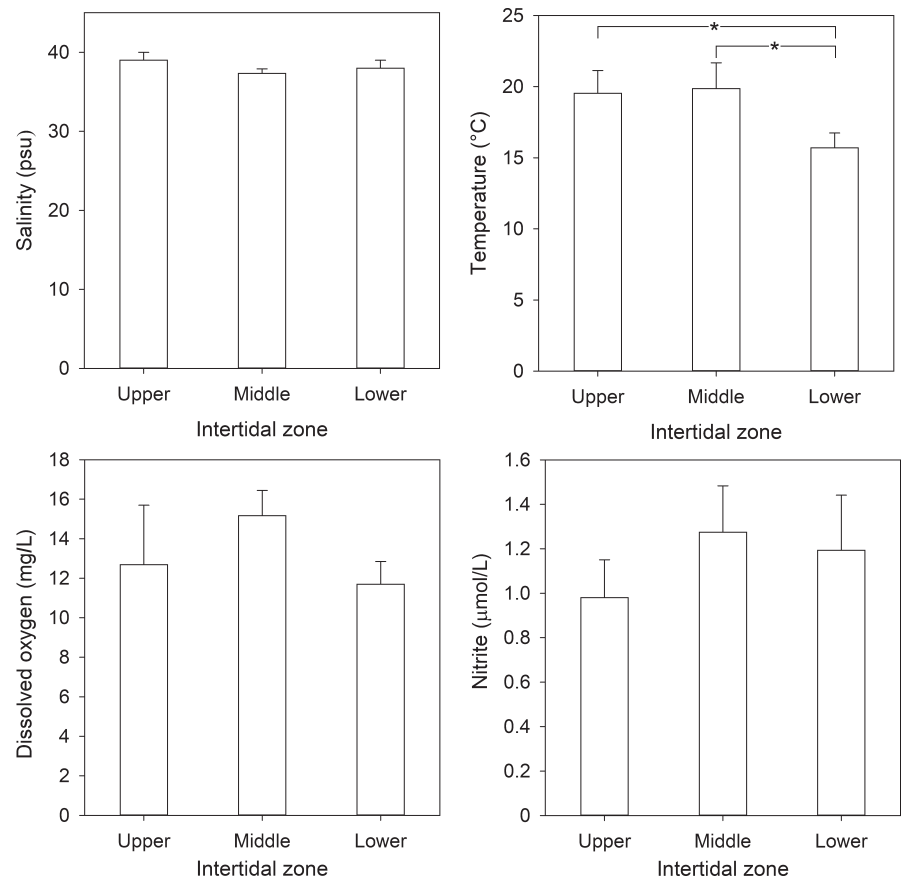 Salinity (psu)
40
30
20
10
0
Upper Middle Lower
Intertidal zone
Temperature (°C)
25
20
15
10
5
0
* 
*
Upper Middle Lower
Intertidal zone
Dissolved oxygen (mg/L)
18
16
14
12
10
8
6
4
2
0
Upper Middle Lower
Intertidal zone
Nitrite (μmol/L)
1.6
1.4
1.2
1.0
0.8
0.6
0.4
0.2
0
Upper Middle Lower
Intertidal zone